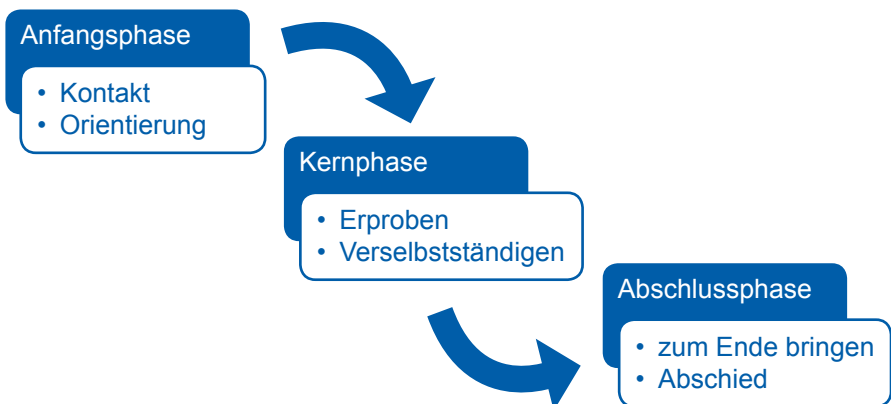 Anfangsphase
• Kontakt
• Orientierung
Kernphase
• Erproben
• Verselbstständigen
Abschlussphase
• zum Ende bringen
• Abschied